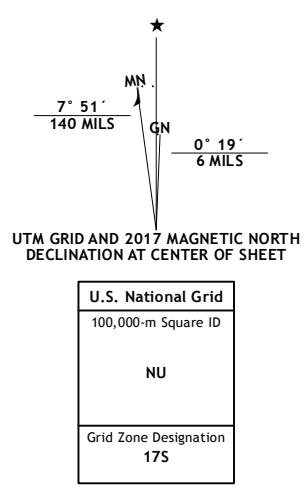 MN
7° 51´
140 MILS
GN
0° 19´
6 MILS
UTM GRID AND 2017 MAGNETIC NORTH
DECLINATION AT CENTER OF SHEET
U.S. National Grid
100,000-m Square ID
NU
Grid Zone Designation
17S